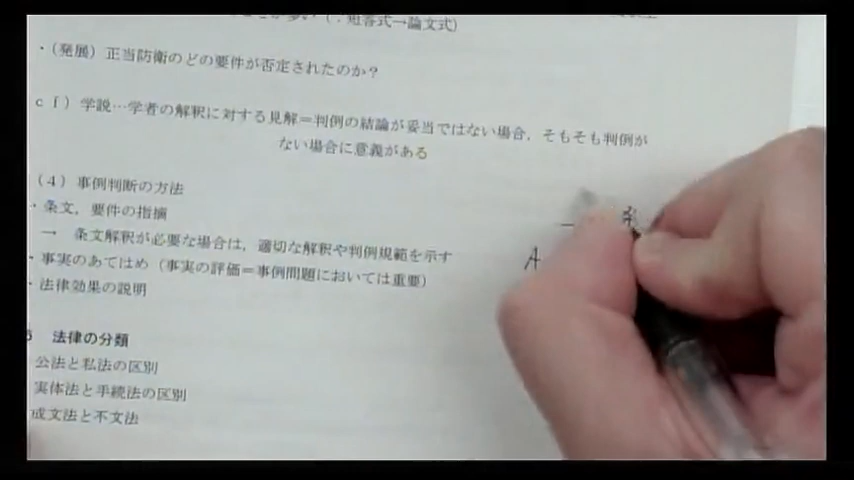 （∵短答式→論文式）
・（発展）正当防衛のどの要件が否定されたのか？
ｃｆ）学説…学者の解釈に対する見解＝判例の結論が妥当ではない場合，そもそも判例が
ない場合に意義がある
（４）事例判断の方法
・条文，要件の指摘
→　条文解釈が必要な場合は，適切な解釈や判例規範を示す
・事実のあてはめ（事実の評価＝事例問題においては重要）
・法律効果の説明
法律の分類
公法と私法の区別
実体法と手続法の区別
成文法と不文法
A